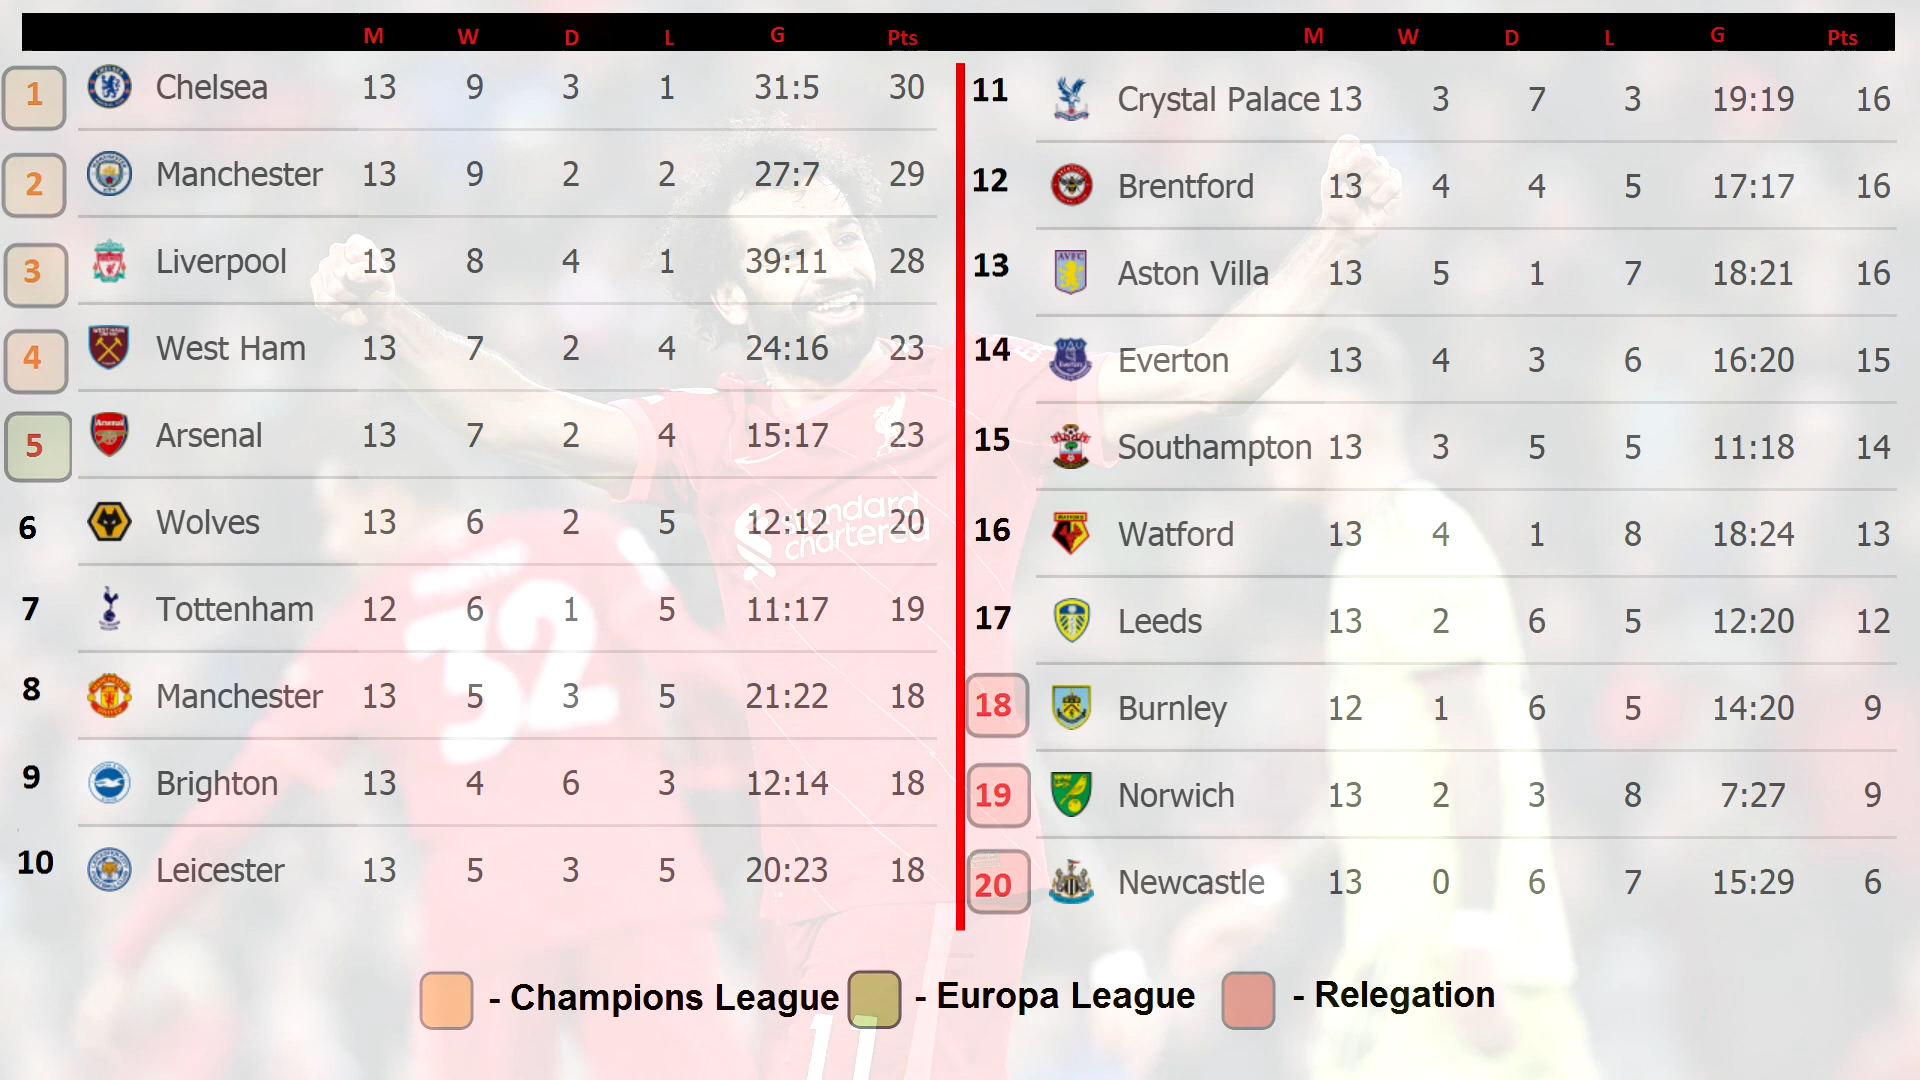 M W D L G Pts
1 Chelsea 13 9 3 1 31:5 30
2 Manchester 13 9 2 2 27:7 29
3 Liverpool 13 8 4 1 39:11 28
4 West Ham 13 7 2 4 24:16 23
5 Arsenal 13 7 2 4 15:17 23
6 Wolves 13 6 2 5 12:12 20
7 Tottenham 12 6 1 5 11:17 19
8 Manchester 13 5 3 5 21:22 18
9 Brighton 13 4 6 3 12:14 18
10 Leicester 13 5 3 5 20:23 18
M W D L G Pts
11 Crystal Palace 13 3 7 3 19:19 16
12 Brentford 13 4 4 5 17:17 16
13 Aston Villa 13 5 1 7 18:21 16
14 Everton 13 4 3 6 16:20 15
15 Southampton 13 3 5 5 11:18 14
16 Watford 13 4 1 8 18:24 13
17 Leeds 13 2 6 5 12:20 12
18 Burnley 12 1 6 5 14:20 9
19 Norwich 13 2 3 8 7:27 9
20 Newcastle 13 0 6 7 15:29 6
- Champions League - Europa League - Relegation
standard
chartered
32
11